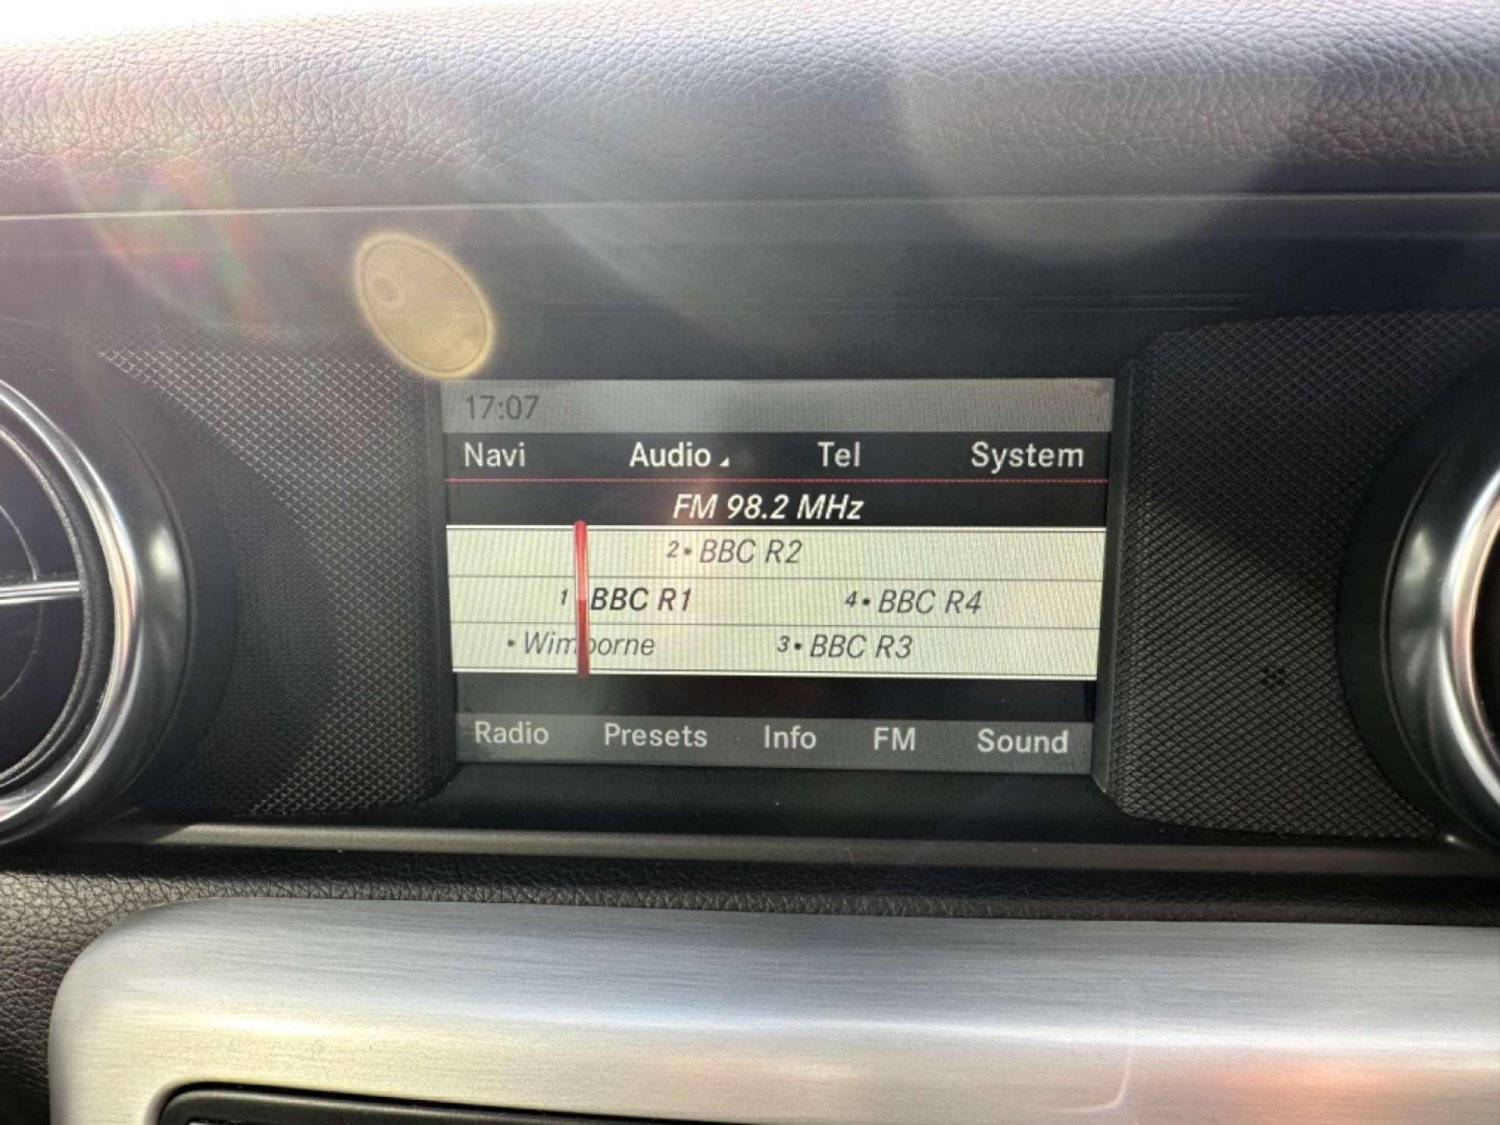 17:07
Navi Audio Tel System
FM 98.2 MHz
2• BBC R2
1 BBC R1 4• BBC R4
• Wimborne 3• BBC R3
Radio Presets Info FM Sound